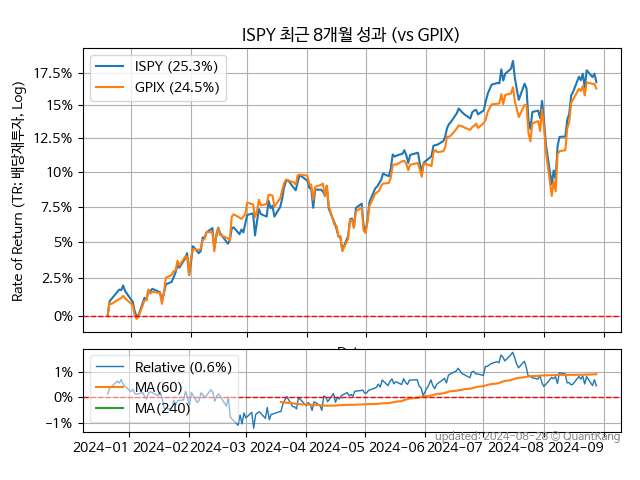 ISPY 최근 8개월 성과 (vs GPIX)
Rate of Return (TR: 배당재투자, Log)
17.5%
15%
12.5%
10%
7.5%
5%
2.5%
0%
ISPY (25.3%)
GPIX (24.5%)
1%
0%
−1%
Relative (0.6%)
MA(60)
MA(240)
2024−01 2024−02 2024−03 2024−04 2024−05 2024−06 2024−07 2024−08 2024−09
updated: 2024-08-28 © QuantKang